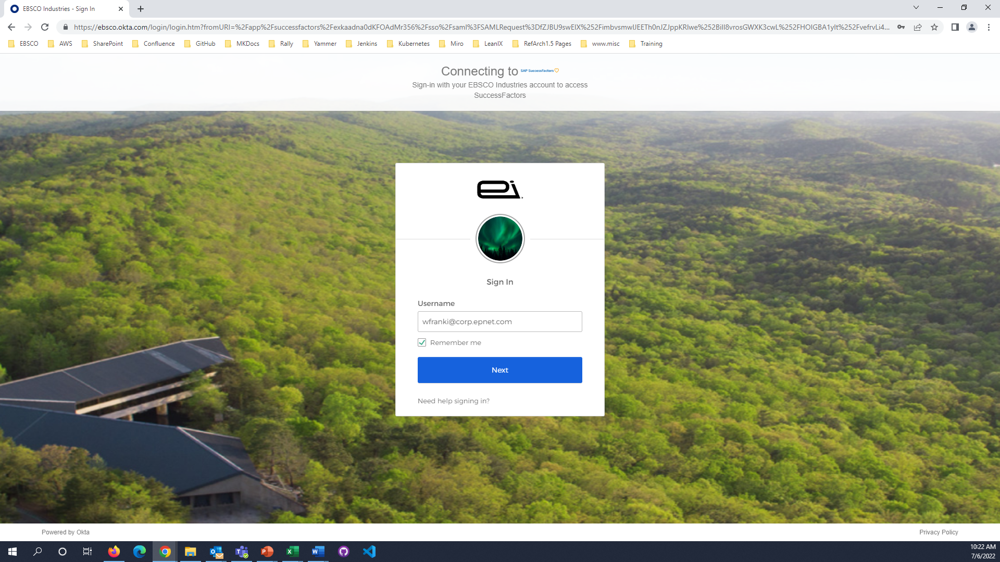 EBSCO Industries - Sign In
https://ebsco.okta.com/login/login.htm?fromURI=%2Fapp%2Fsuccessfactors%2Fexkaadna0dKFOAdMr356%2Fsso%2Fsaml%3FSAMLRequest%3DfZJBU9swEIX%252FimbvsmwIJEETh0nJZJppKRlwe%252BiIl8vrosGWXK3cwL%252FHOIGBA1ylt%252FvefrvLi4...
EBSCO AWS SharePoint Confluence GitHub MKDocs Rally Yammer Jenkins Kubernetes Miro LeanIX RefArch1.5 Pages www.misc Training
Connecting to SAP SuccessFactors
Sign-in with your EBSCO Industries account to access
SuccessFactors
ei
Sign In
Username
wfranki@corp.epnet.com
Remember me
Next
Need help signing in?
Powered by Okta Privacy Policy
10:22 AM
7/6/2022